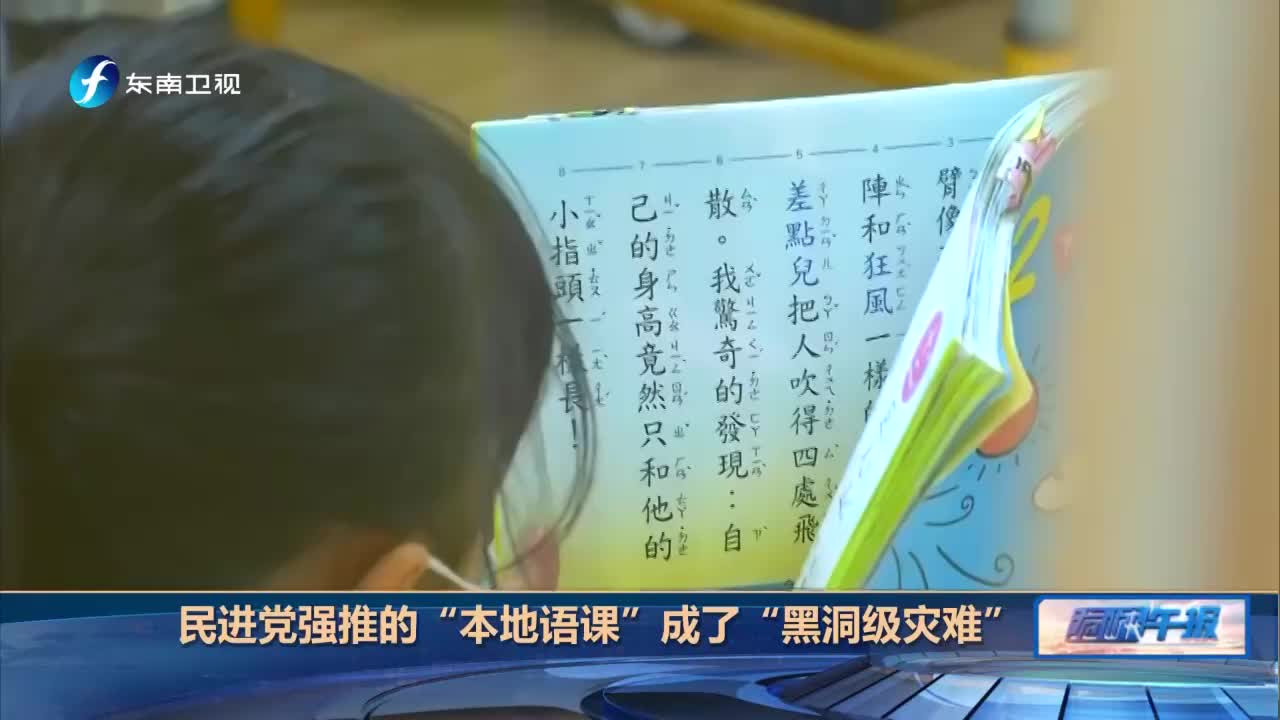 东南卫视
臂像
陣和狂風一樣的
差點兒把人吹得四處飛
散。我驚奇的發現：自
己的身高竟然只和他的
小指頭一樣長！
3
4
5
6
7
8
民进党强推的“本地语课”成了“黑洞级灾难”
海峡午报